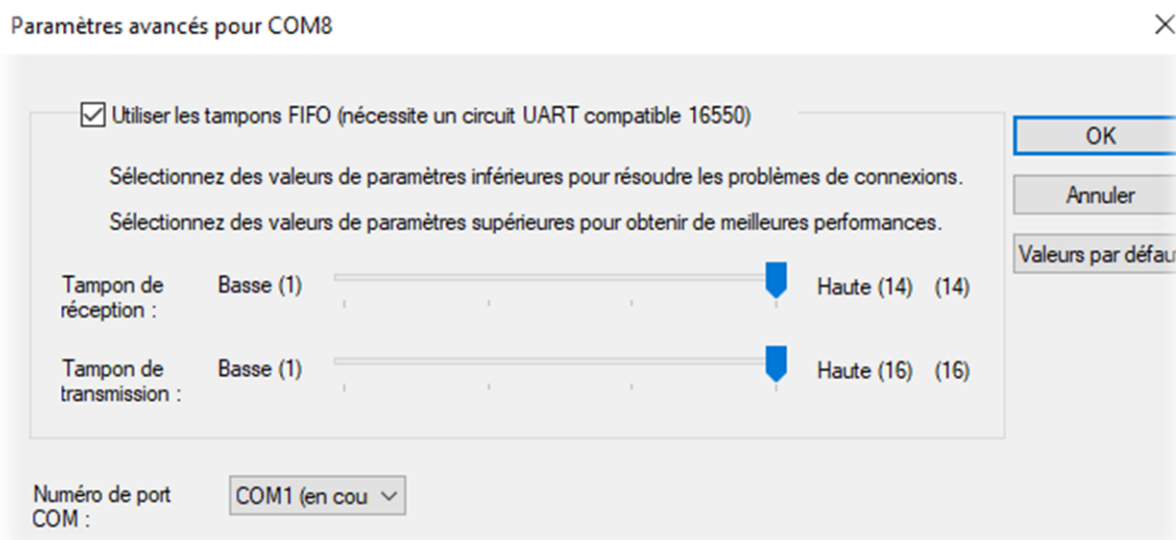 Paramètres avancés pour COM8
Utiliser les tampons FIFO (nécessite un circuit UART compatible 16550)
OK
Sélectionnez des valeurs de paramètres inférieures pour résoudre les problèmes de connexions.
Annuler
Sélectionnez des valeurs de paramètres supérieures pour obtenir de meilleures performances.
Valeurs par défau
Tampon de
réception :
Basse (1)
Haute (14)
(14)
Tampon de
transmission :
Basse (1)
Haute (16)
(16)
Numéro de port
COM :
COM1 (en cou